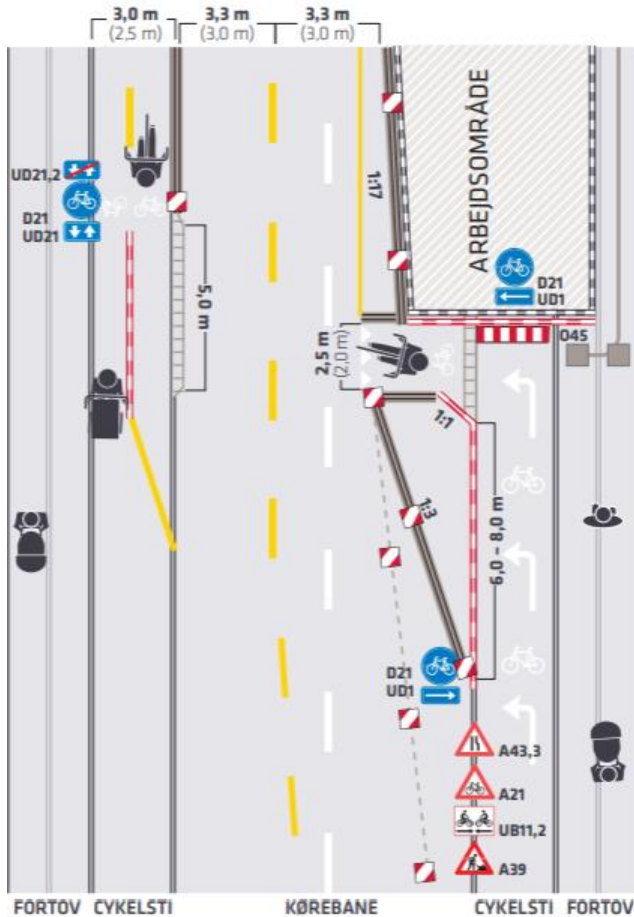 3,0 m
(2,5 m)
3,3 m
(3,0 m)
3,3 m
(3,0 m)
UD21,2
D21
UD21
5,0 m
1:17
ARBEJDSOMRÅDE
D21
UD1
O45
2,5 m
(2,0 m)
1:1
1:3
6,0 – 8,0 m
D21
UD1
A43,3
A21
UB11,2
A39
FORTOV CYKELSTI KØREBANE CYKELSTI FORTOV